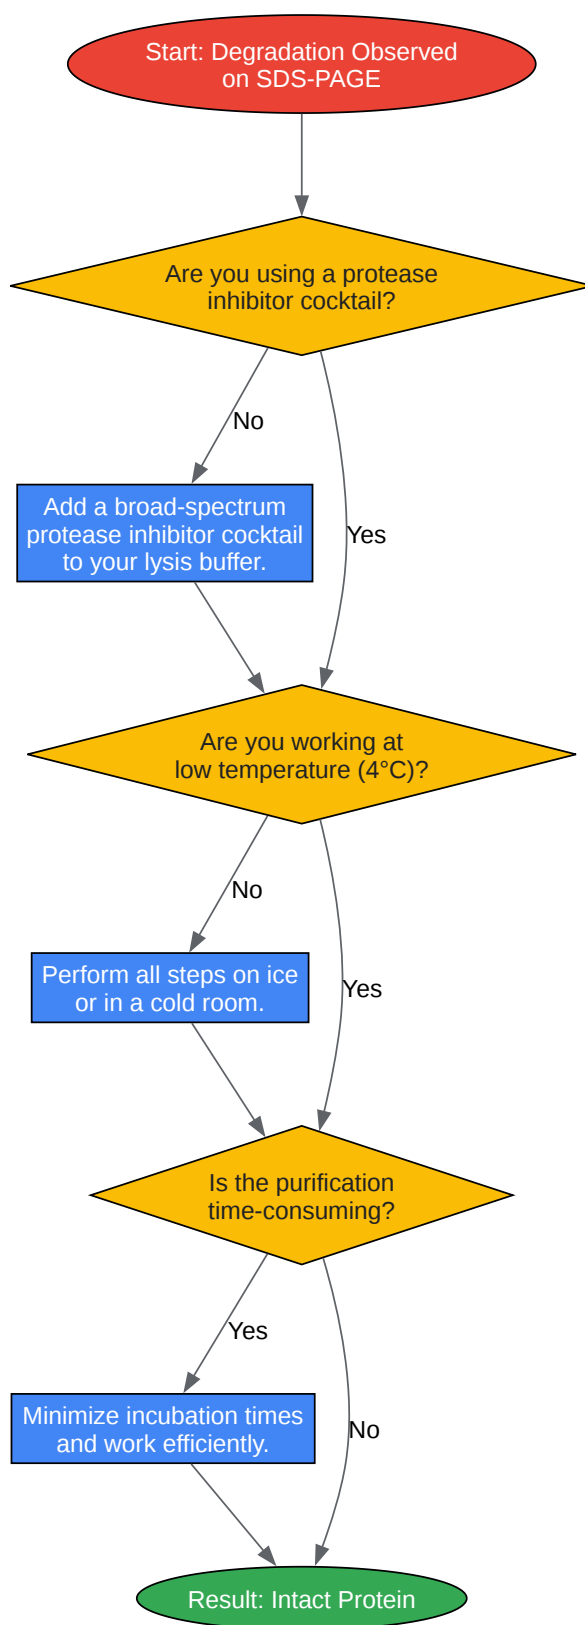 Start: Degradation Observed
on SDS-PAGE
Are you using a protease
inhibitor cocktail?
No
Yes
Add a broad-spectrum
protease inhibitor cocktail
to your lysis buffer.
Are you working at
low temperature (4°C)?
No
Yes
Perform all steps on ice
or in a cold room.
Is the purification
time-consuming?
Yes
No
Minimize incubation times
and work efficiently.
Result: Intact Protein